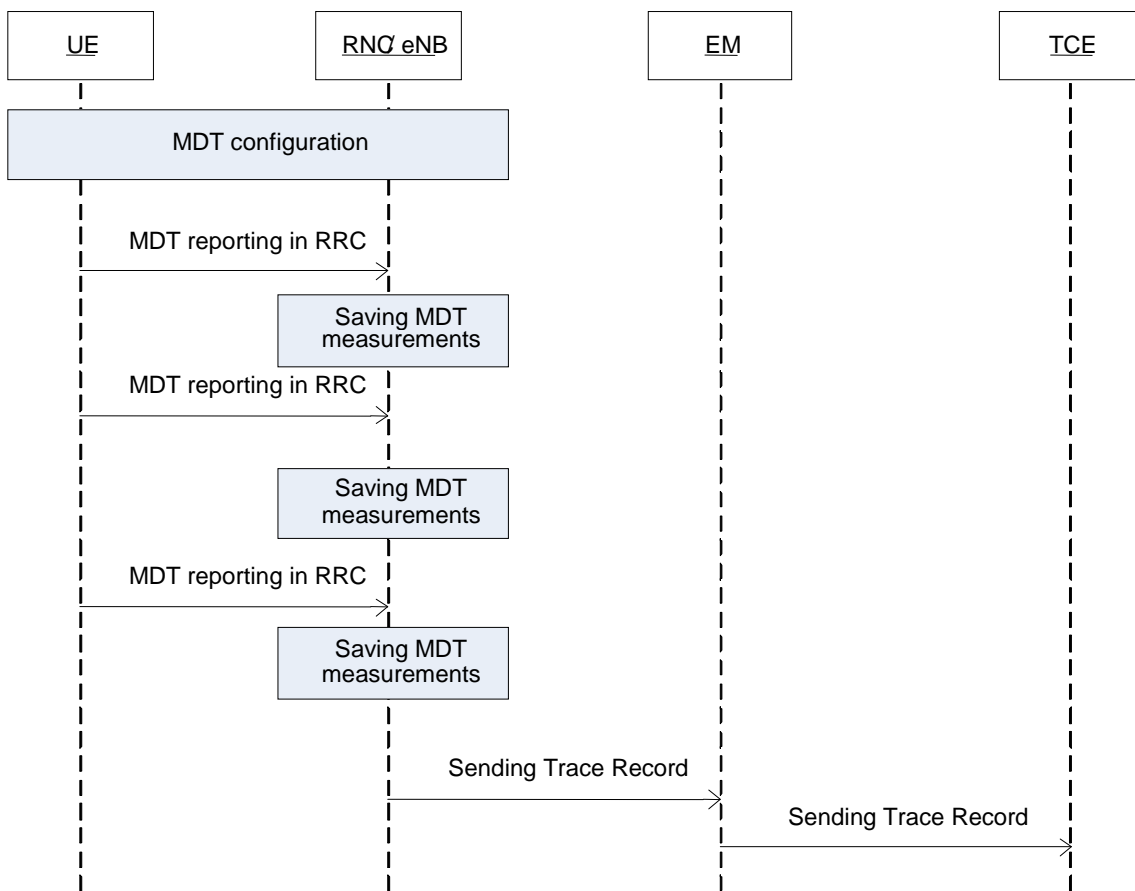 UE
RNC/ eNB
EM
TCE
MDT configuration
MDT reporting in RRC
Saving MDT
measurements
MDT reporting in RRC
Saving MDT
measurements
MDT reporting in RRC
Saving MDT
measurements
Sending Trace Record
Sending Trace Record